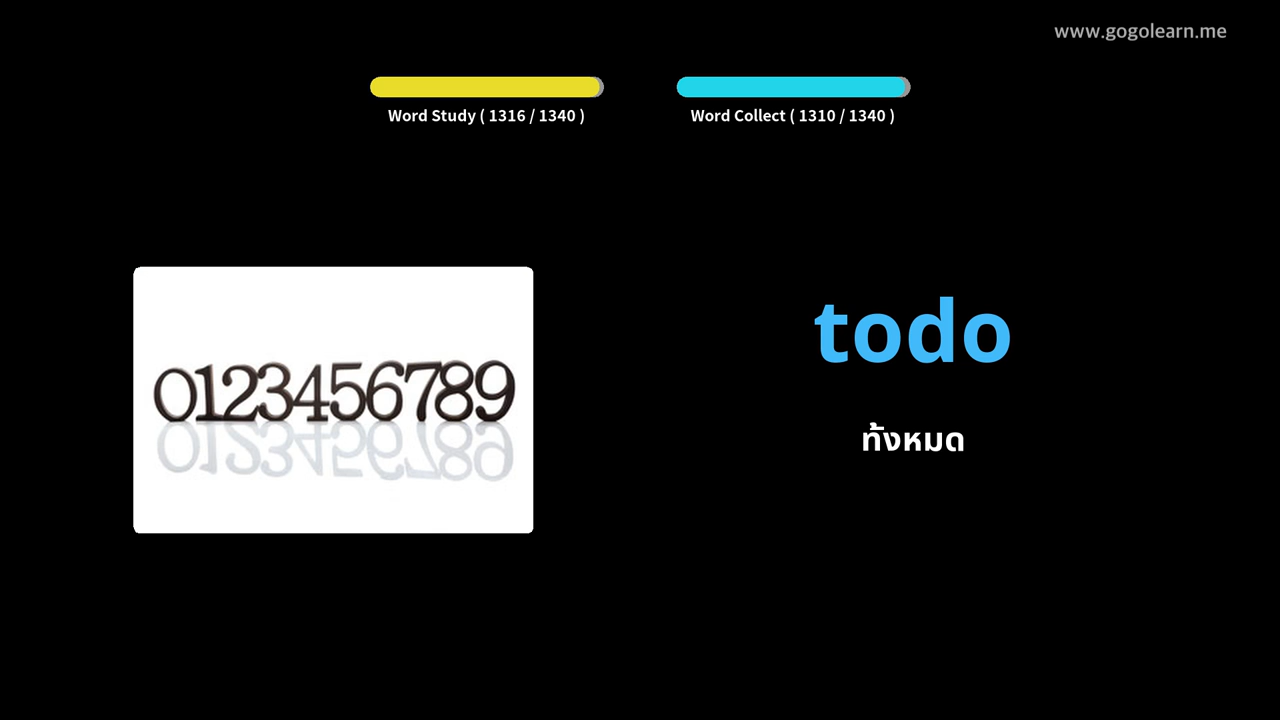 www.gogolearn.me
Word Study ( 1316 / 1340 )
Word Collect ( 1310 / 1340 )
0123456789
todo
ทั้งหมด